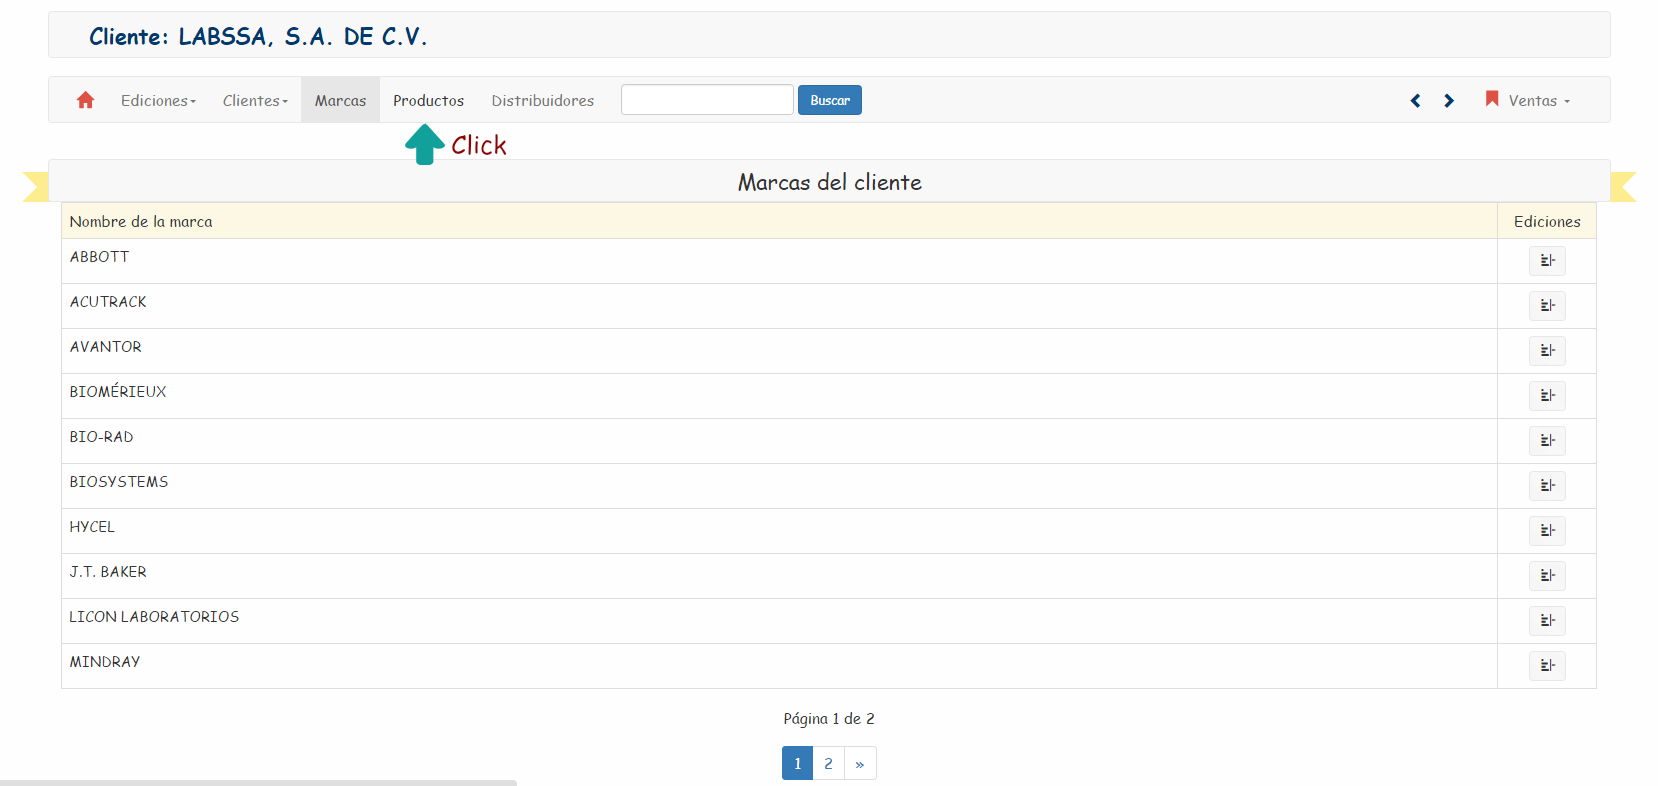 Cliente: LABSSA, S.A. DE C.V.
Ediciones Clientes Marcas Productos Distribuidores Buscar Ventas
Click
Marcas del cliente
Nombre de la marca Ediciones
ABBOTT
ACUTRACK
AVANTOR
BIOMÉRIEUX
BIO-RAD
BIOSYSTEMS
HYCEL
J.T. BAKER
LICON LABORATORIOS
MINDRAY
Página 1 de 2
1 2 »